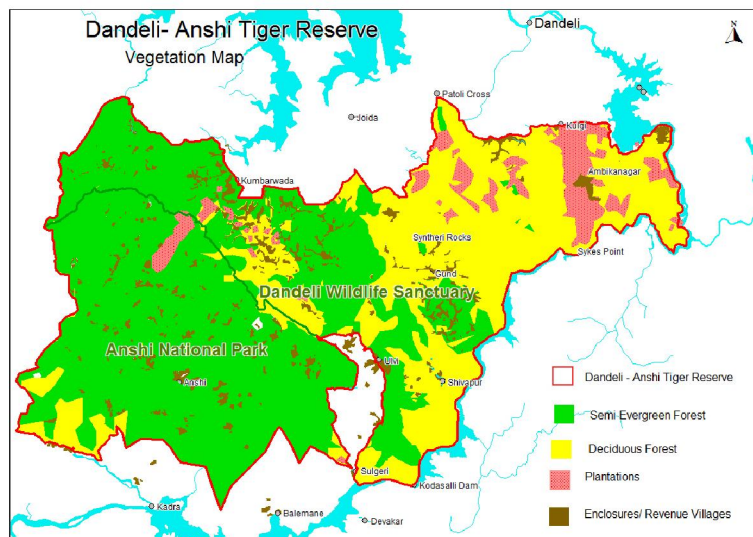 Dandeli- Anshi Tiger Reserve
Vegetation Map
Dandeli
N
Patoli Cross
Joida
Kulgi
Ambikanagar
Kumbarwada
Syntheri Rocks
Sykes Point
Gund
Dandeli Wildlife Sanctuary
Anshi National Park
Ulvi
Anshi
Shivapur
Sulgeri
Kodasalli Dam
Kadra
Balemane
Devakar
Dandeli - Anshi Tiger Reserve
Semi Evergreen Forest
Deciduous Forest
Plantations
Enclosures/ Revenue Villages